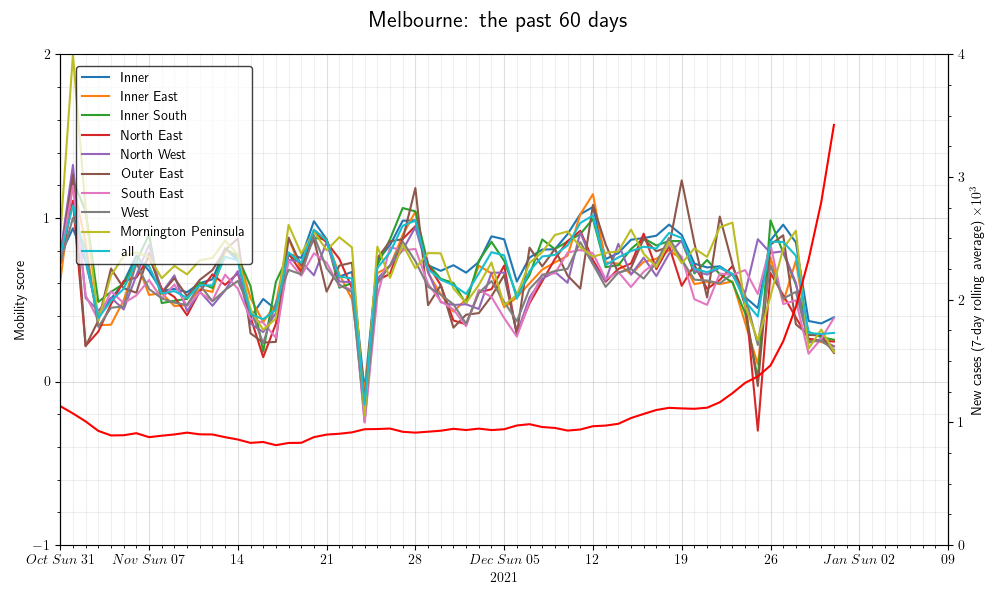 Melbourne: the past 60 days
2
1
0
−1
Mobility score
Inner
Inner East
Inner South
North East
North West
Outer East
South East
West
Mornington Peninsula
all
4
3
2
1
0
New cases (7-day rolling average) ×10³
Oct Sun 31 Nov Sun 07 14 21 28 Dec Sun 05 12 19 26 Jan Sun 02 09
2021